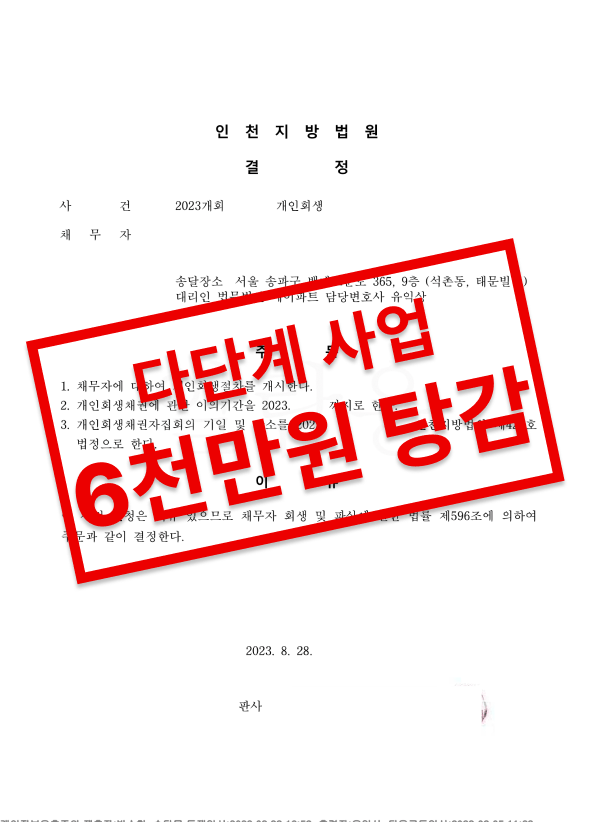 인 천 지 방 법 원
결 정
사 건 2023개회 개인회생
채 무 자
송달장소 서울 송파구 365, 9층 (석촌동, 태문빌
대리인 담당변호사 유익상
다단계 사업
6천만원 탕감
주
1. 채무자에 대하여 개인회생절차를 개시한다.
2. 개인회생채권에 관한 이의기간을 2023. 까지로 한다.
3. 개인회생채권자집회의 기일 및 장소를 호
법정으로 한다.
이
있으므로 채무자 회생 및 법률 제596조에 의하여
주문과 같이 결정한다.
2023. 8. 28.
판사